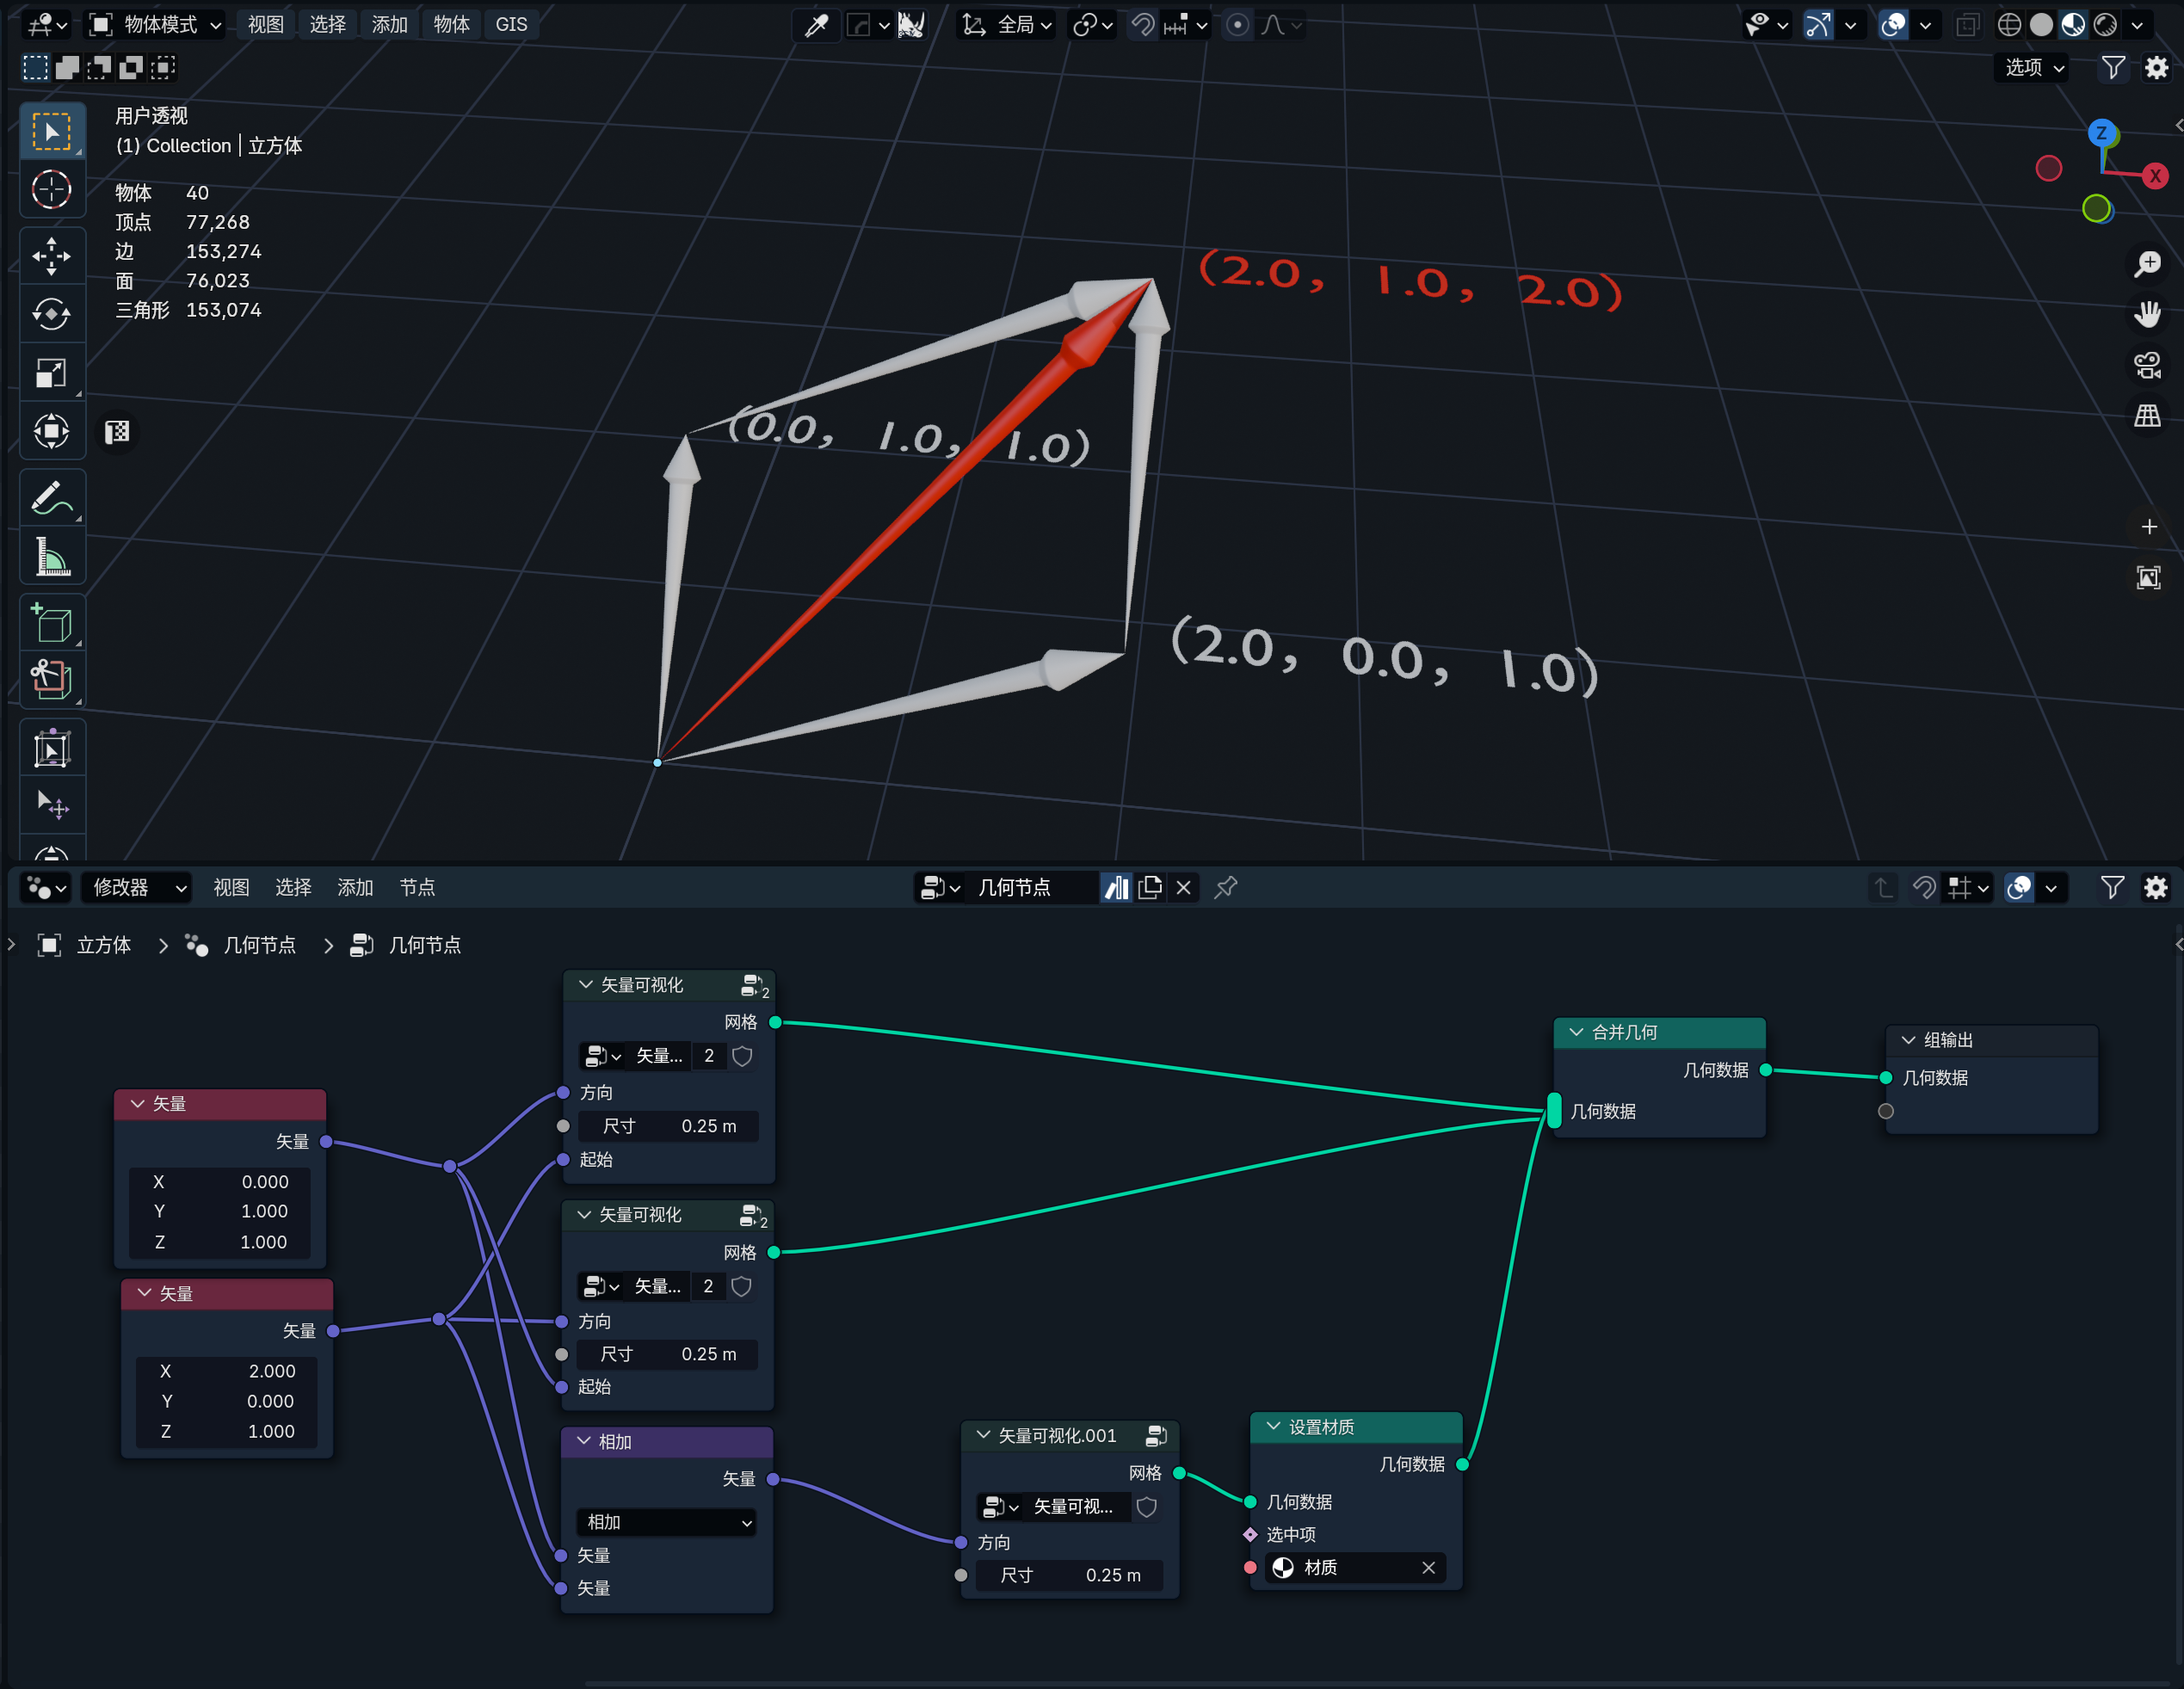 物体模式 视图 选择 添加 物体 GIS 全局
选项
用户透视
(1) Collection | 立方体
物体 40
顶点 77,268
边 153,274
面 76,023
三角形 153,074
Z
X
(2.0, 1.0, 2.0)
(0.0, 1.0, 1.0)
(2.0, 0.0, 1.0)
修改器 视图 选择 添加 节点 几何节点
立方体 > 几何节点 > 几何节点
矢量可视化 2
网格
矢量... 2
方向
尺寸 0.25 m
起始
矢量
矢量
X 0.000
Y 1.000
Z 1.000
矢量
矢量
X 2.000
Y 0.000
Z 1.000
矢量可视化 2
网格
矢量... 2
方向
尺寸 0.25 m
起始
相加
矢量
相加
矢量
矢量
矢量可视化.001
网格
矢量可视...
方向
尺寸 0.25 m
设置材质
几何数据
几何数据
选中项
材质
合并几何
几何数据
几何数据
组输出
几何数据